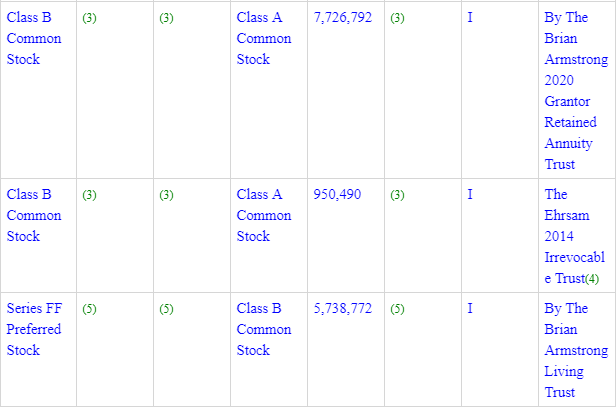 Class B Common Stock (3) (3) Class A Common Stock 7,726,792 (3) I By The Brian Armstrong 2020 Grantor Retained Annuity Trust
Class B Common Stock (3) (3) Class A Common Stock 950,490 (3) I The Ehrsam 2014 Irrevocable Trust(4)
Series FF Preferred Stock (5) (5) Class B Common Stock 5,738,772 (5) I By The Brian Armstrong Living Trust